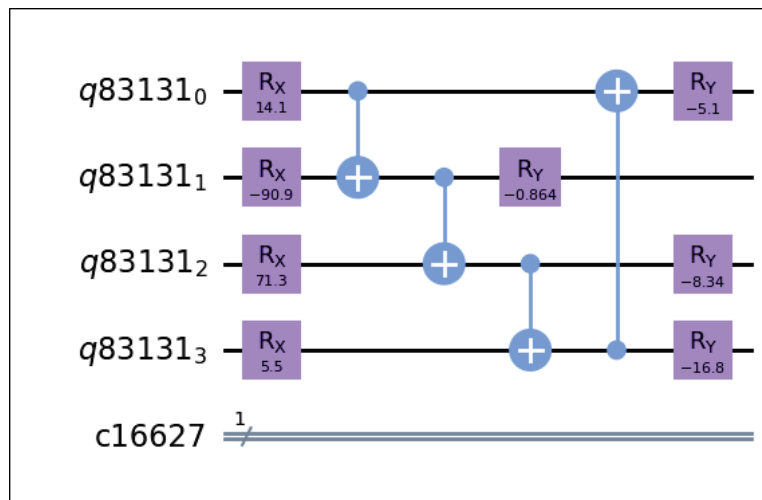 q83131₀ R_X 14.1 R_Y −5.1
q83131₁ R_X −90.9 R_Y −0.864
q83131₂ R_X 71.3 R_Y −8.34
q83131₃ R_X 5.5 R_Y −16.8
c16627 1